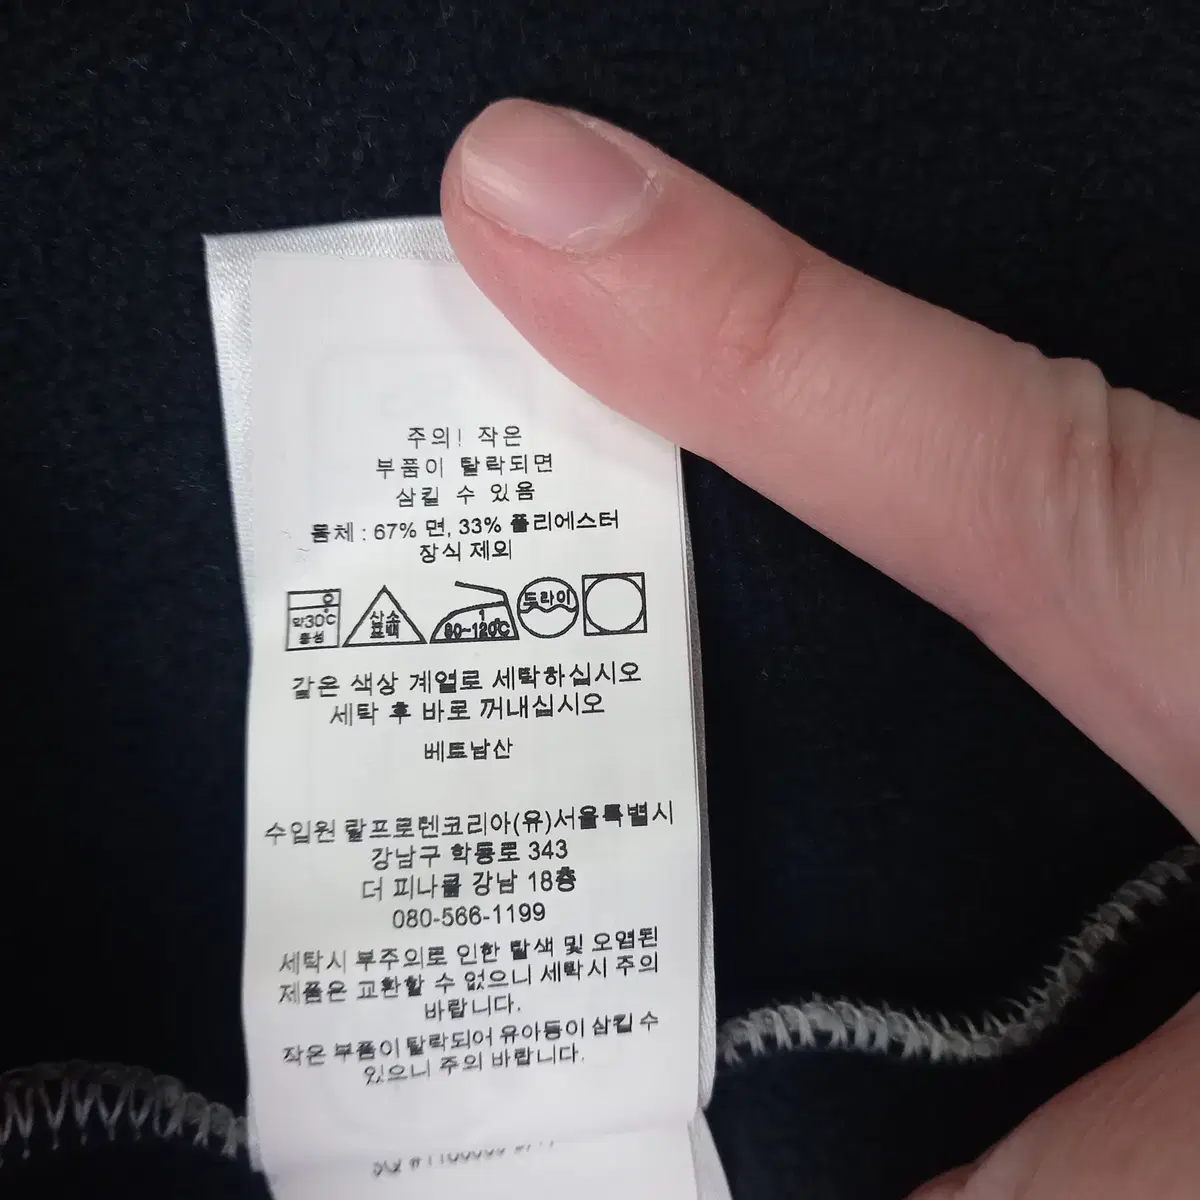 주의! 작은
부품이 탈락되면
삼킬 수 있음
몸체 : 67% 면, 33% 폴리에스터
장식 제외
약30℃
중성
산소
표백
1
80~120℃
드라이
같은 색상 계열로 세탁하십시오
세탁 후 바로 꺼내십시오
베트남산
수입원 랄프로렌코리아(유)서울특별시
강남구 학동로 343
더 피나클 강남 18층
080-566-1199
세탁시 부주의로 인한 탈색 및 오염된
제품은 교환할 수 없으니 세탁시 주의
바랍니다.
작은 부품이 탈락되어 유아등이 삼킬 수
있으니 주의 바랍니다.